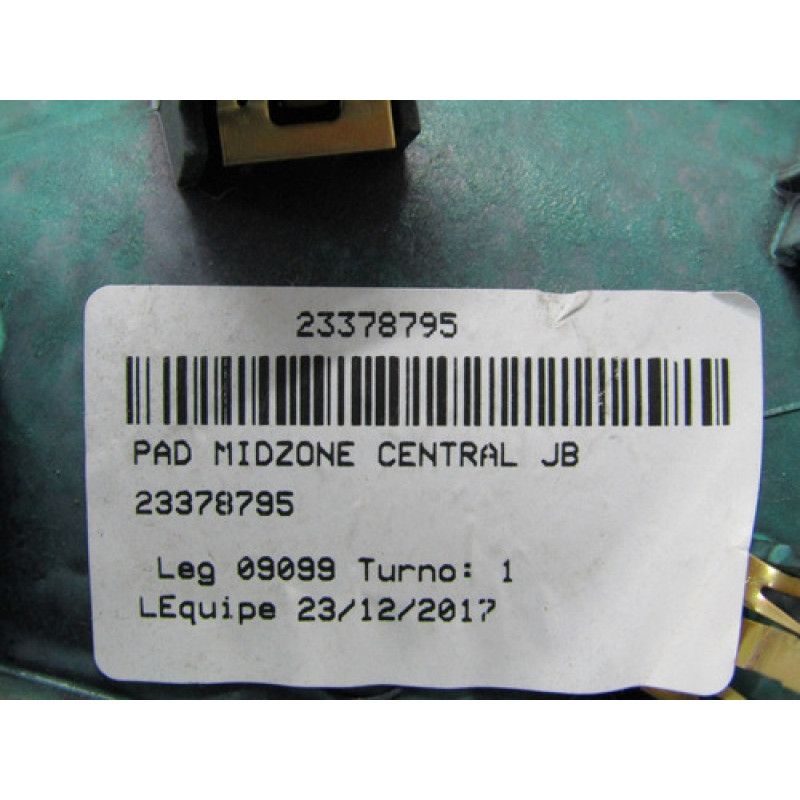 23378795
PAD MIDZONE CENTRAL JB
23378795
Leg 09099 Turno: 1
LEquipe 23/12/2017